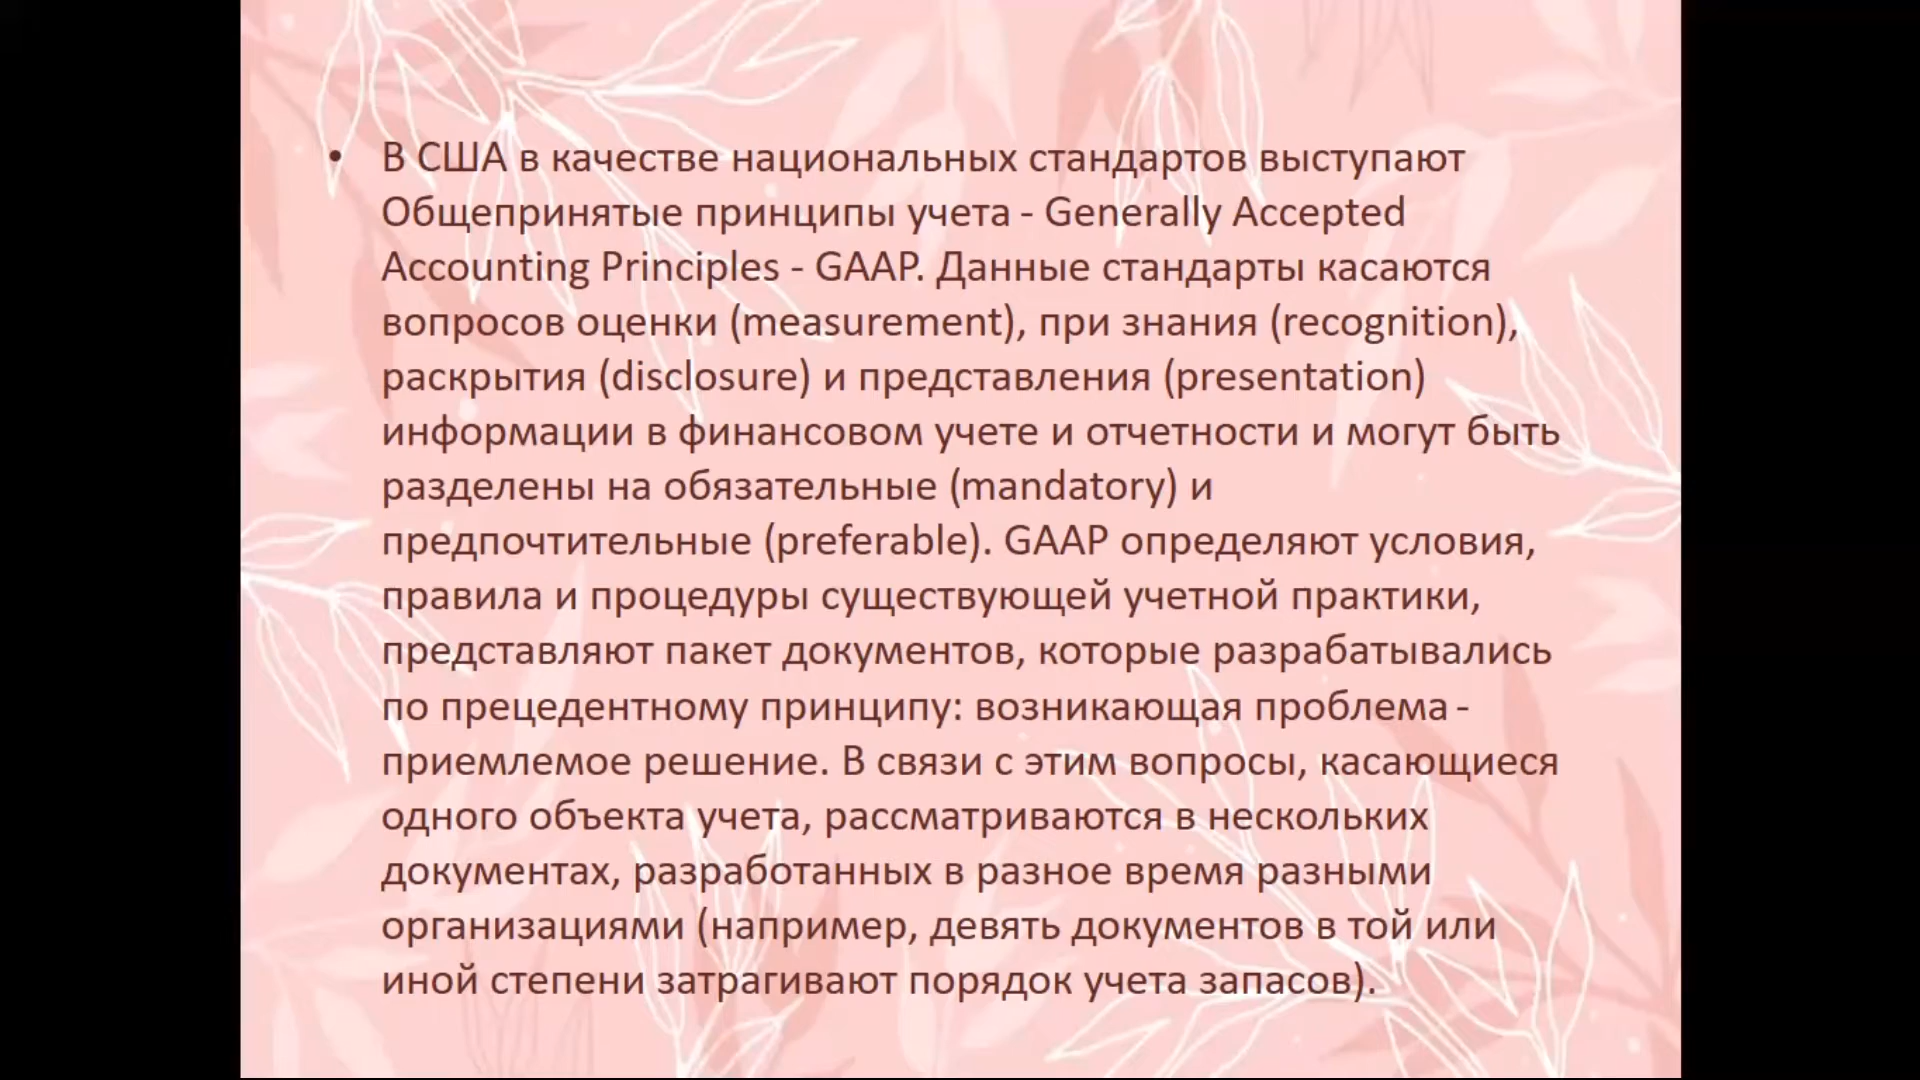 • В США в качестве национальных стандартов выступают
Общепринятые принципы учета - Generally Accepted
Accounting Principles - GAAP. Данные стандарты касаются
вопросов оценки (measurement), при знания (recognition),
раскрытия (disclosure) и представления (presentation)
информации в финансовом учете и отчетности и могут быть
разделены на обязательные (mandatory) и
предпочтительные (preferable). GAAP определяют условия,
правила и процедуры существующей учетной практики,
представляют пакет документов, которые разрабатывались
по прецедентному принципу: возникающая проблема -
приемлемое решение. В связи с этим вопросы, касающиеся
одного объекта учета, рассматриваются в нескольких
документах, разработанных в разное время разными
организациями (например, девять документов в той или
иной степени затрагивают порядок учета запасов).